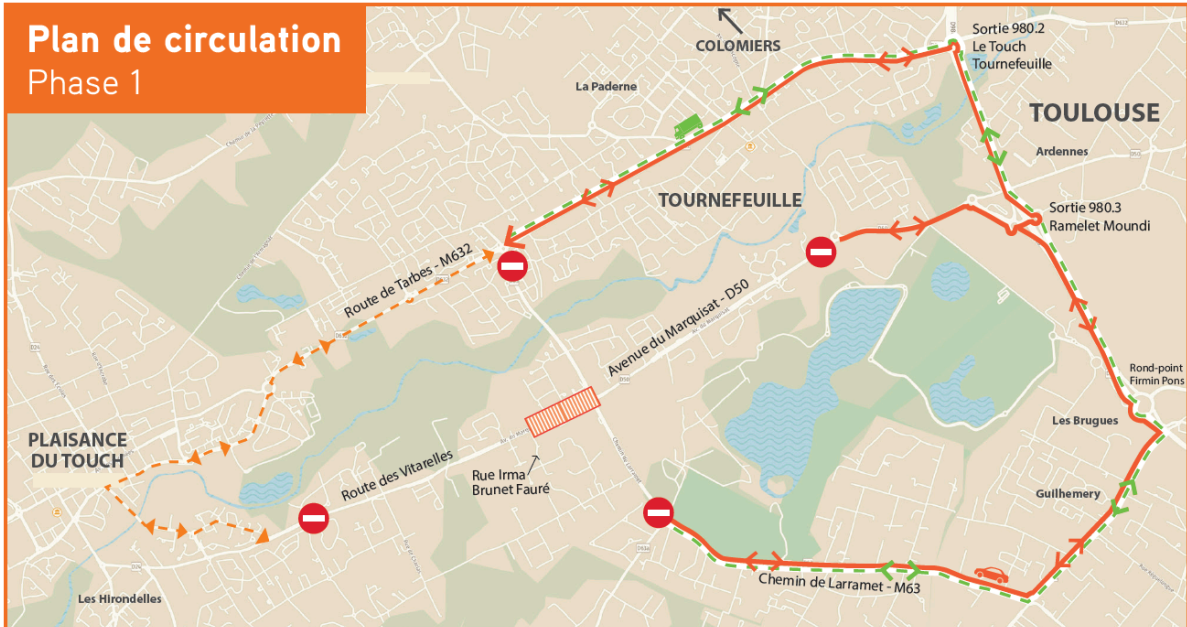 Plan de circulation
Phase 1
COLOMIERS
Sortie 980.2
Le Touch
Tournefeuille
La Paderne
TOULOUSE
Ardennes
TOURNEFEUILLE
Sortie 980.3
Ramelet Moundi
Route de Tarbes - M632
Avenue du Marquisat - D50
Rond-point
Firmin Pons
Les Brugues
PLAISANCE
DU TOUCH
Route des Vitarelles
Rue Irma
Brunet Fauré
Guilhemery
Chemin de Larramet - M63
Les Hirondelles